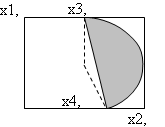 x1, x3,
x4, x2,